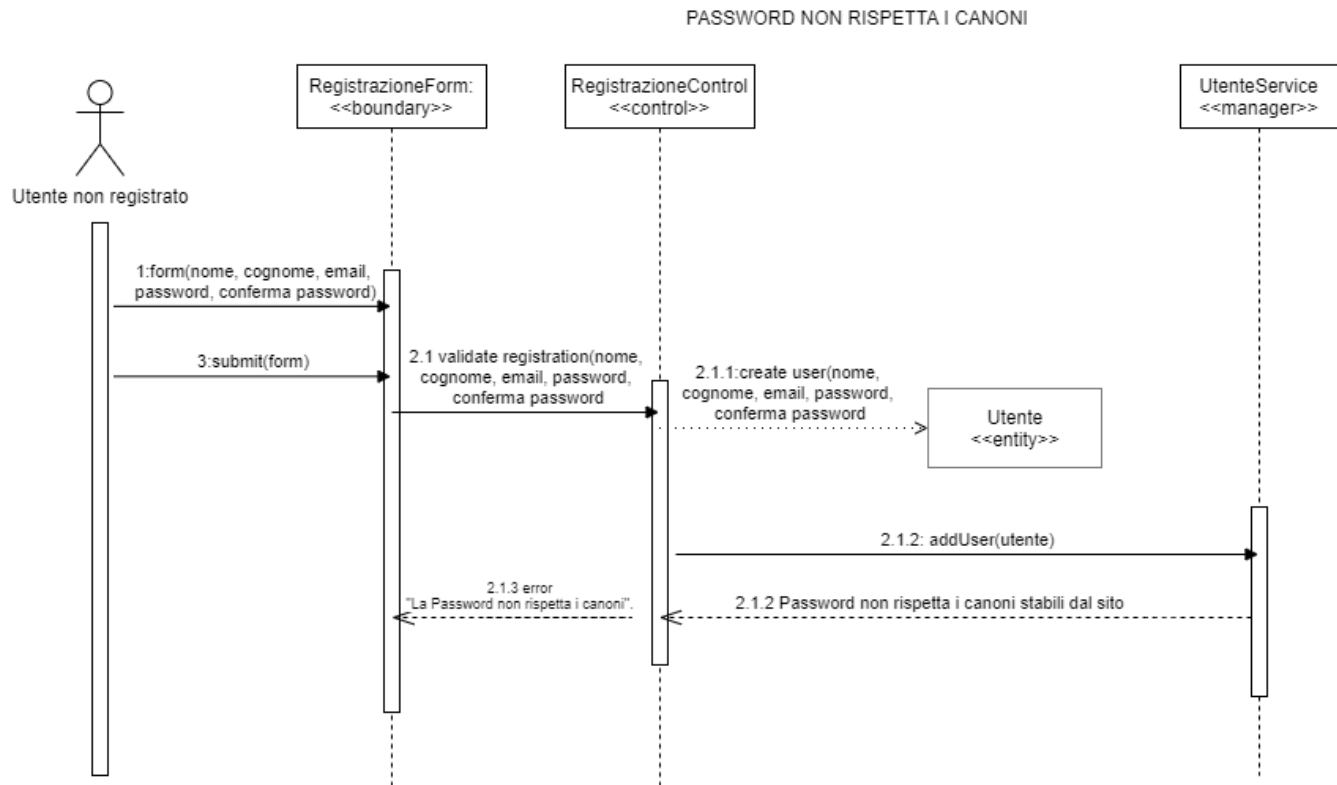 PASSWORD NON RISPETTA I CANONI
RegistrazioneForm:
<<boundary>>
RegistrazioneControl
<<control>>
UtenteService
<<manager>>
Utente non registrato
1:form(nome, cognome, email,
password, conferma password)
3:submit(form)
2.1 validate registration(nome,
cognome, email, password,
conferma password
2.1.1:create user(nome,
cognome, email, password,
conferma password
Utente
<<entity>>
2.1.2: addUser(utente)
2.1.3 error
"La Password non rispetta i canoni".
2.1.2 Password non rispetta i canoni stabili dal sito